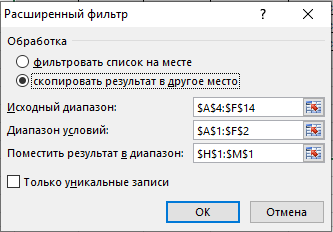 Расширенный фильтр
Обработка
фильтровать список на месте
скопировать результат в другое место
Исходный диапазон: $A$4:$F$14
Диапазон условий: $A$1:$F$2
Поместить результат в диапазон: $H$1:$M$1
Только уникальные записи
ОК Отмена